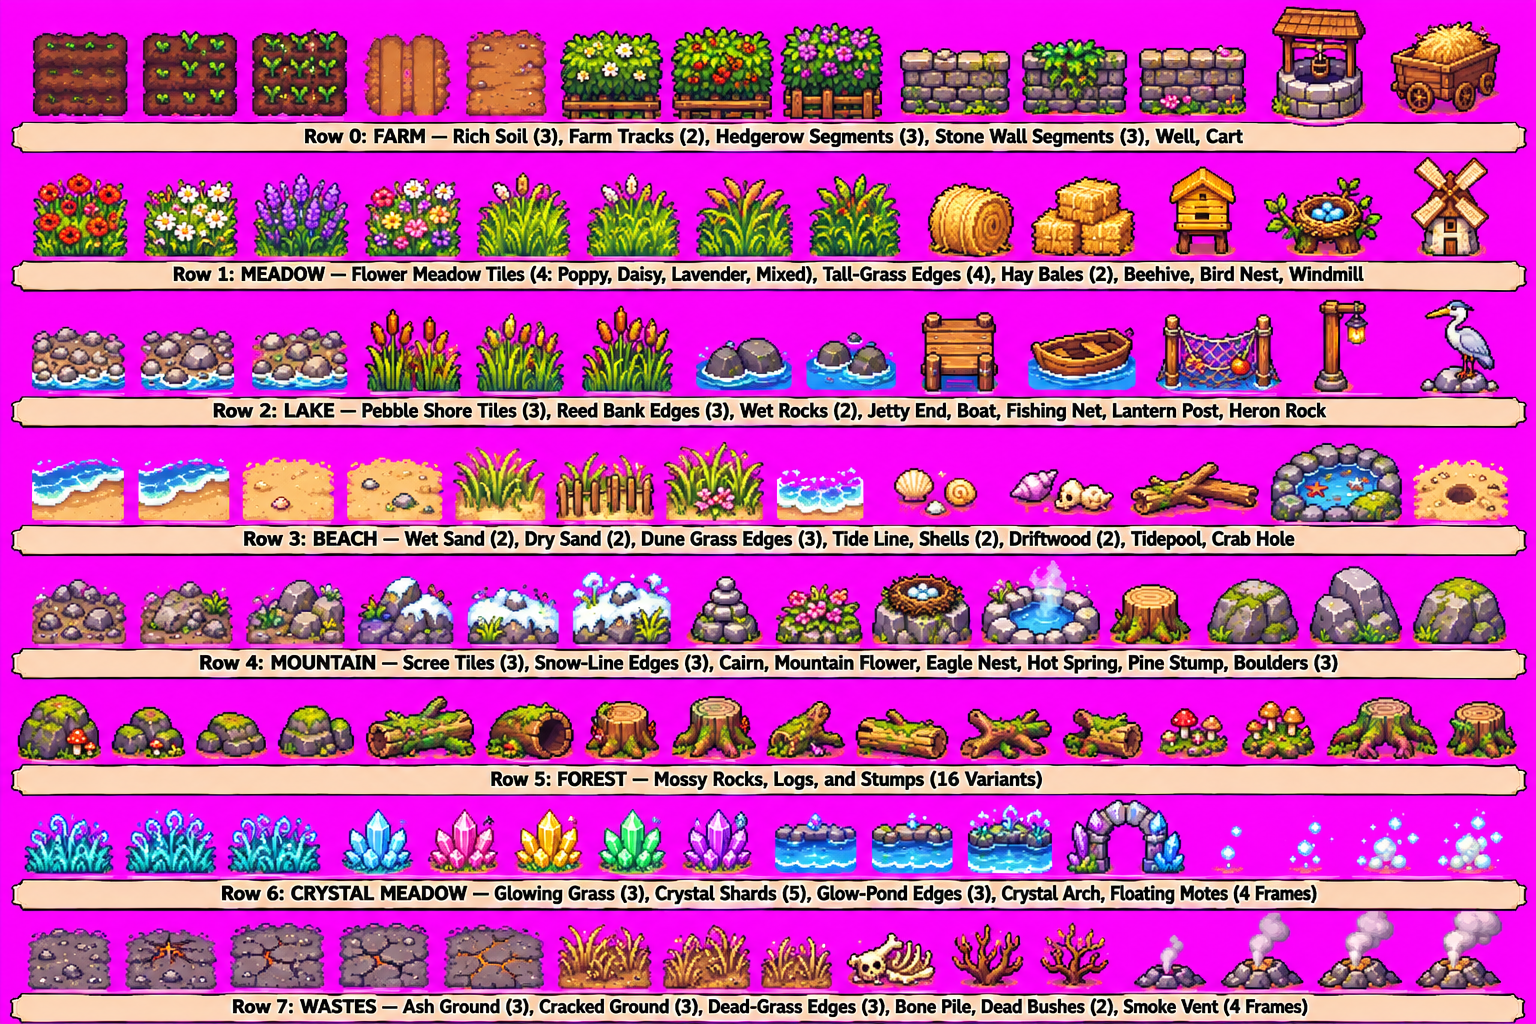 Row 0: FARM — Rich Soil (3), Farm Tracks (2), Hedgerow Segments (3), Stone Wall Segments (3), Well, Cart
Row 1: MEADOW — Flower Meadow Tiles (4: Poppy, Daisy, Lavender, Mixed), Tall-Grass Edges (4), Hay Bales (2), Beehive, Bird Nest, Windmill
Row 2: LAKE — Pebble Shore Tiles (3), Reed Bank Edges (3), Wet Rocks (2), Jetty End, Boat, Fishing Net, Lantern Post, Heron Rock
Row 3: BEACH — Wet Sand (2), Dry Sand (2), Dune Grass Edges (3), Tide Line, Shells (2), Driftwood (2), Tidepool, Crab Hole
Row 4: MOUNTAIN — Scree Tiles (3), Snow-Line Edges (3), Cairn, Mountain Flower, Eagle Nest, Hot Spring, Pine Stump, Boulders (3)
Row 5: FOREST — Mossy Rocks, Logs, and Stumps (16 Variants)
Row 6: CRYSTAL MEADOW — Glowing Grass (3), Crystal Shards (5), Glow-Pond Edges (3), Crystal Arch, Floating Motes (4 Frames)
Row 7: WASTES — Ash Ground (3), Cracked Ground (3), Dead-Grass Edges (3), Bone Pile, Dead Bushes (2), Smoke Vent (4 Frames)